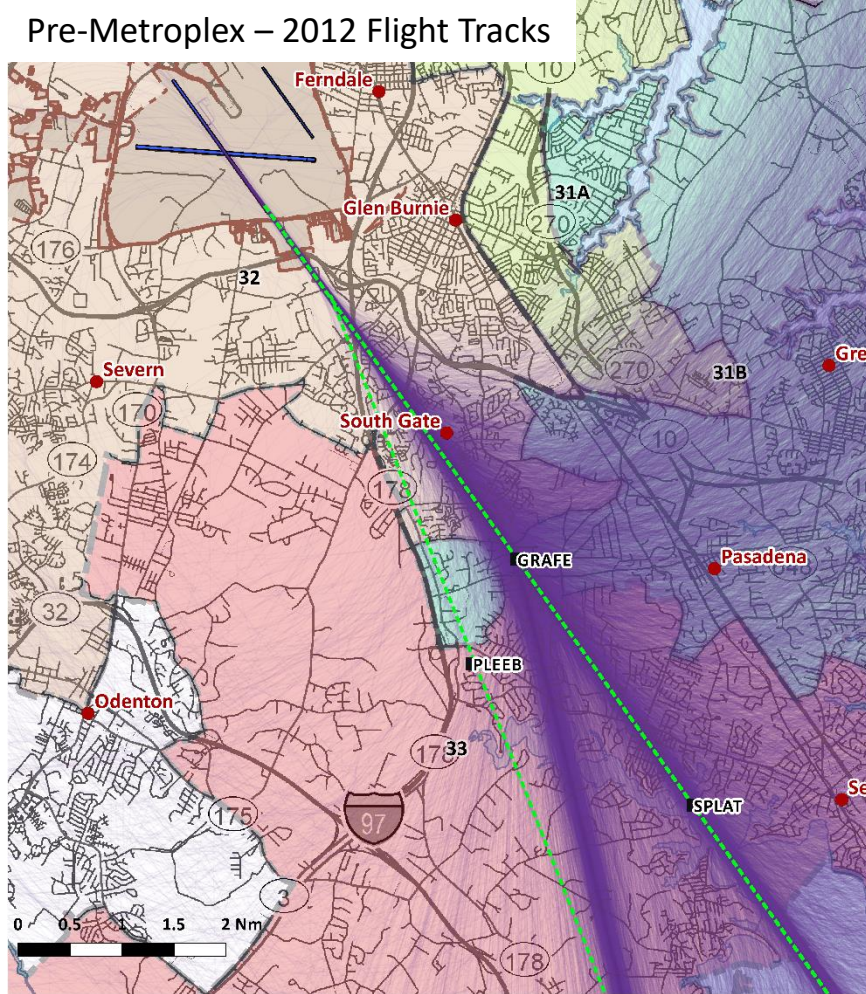 Pre-Metroplex – 2012 Flight Tracks
Ferndale
10
31A
Glen Burnie
270
176
32
Severn
270
31B
Gre
170
South Gate
10
174
178
GRAFE
Pasadena
32
PLEEB
Odenton
178
33
Se
SPLAT
175
97
3
0 0.5 1 1.5 2 Nm
178